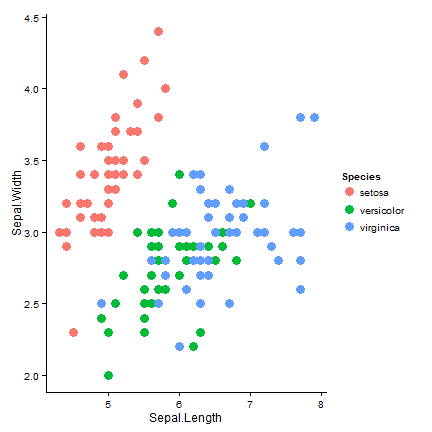 4.5
4.0
3.5
3.0
2.5
2.0
Sepal.Width
5
6
7
8
Sepal.Length
Species
setosa
versicolor
virginica